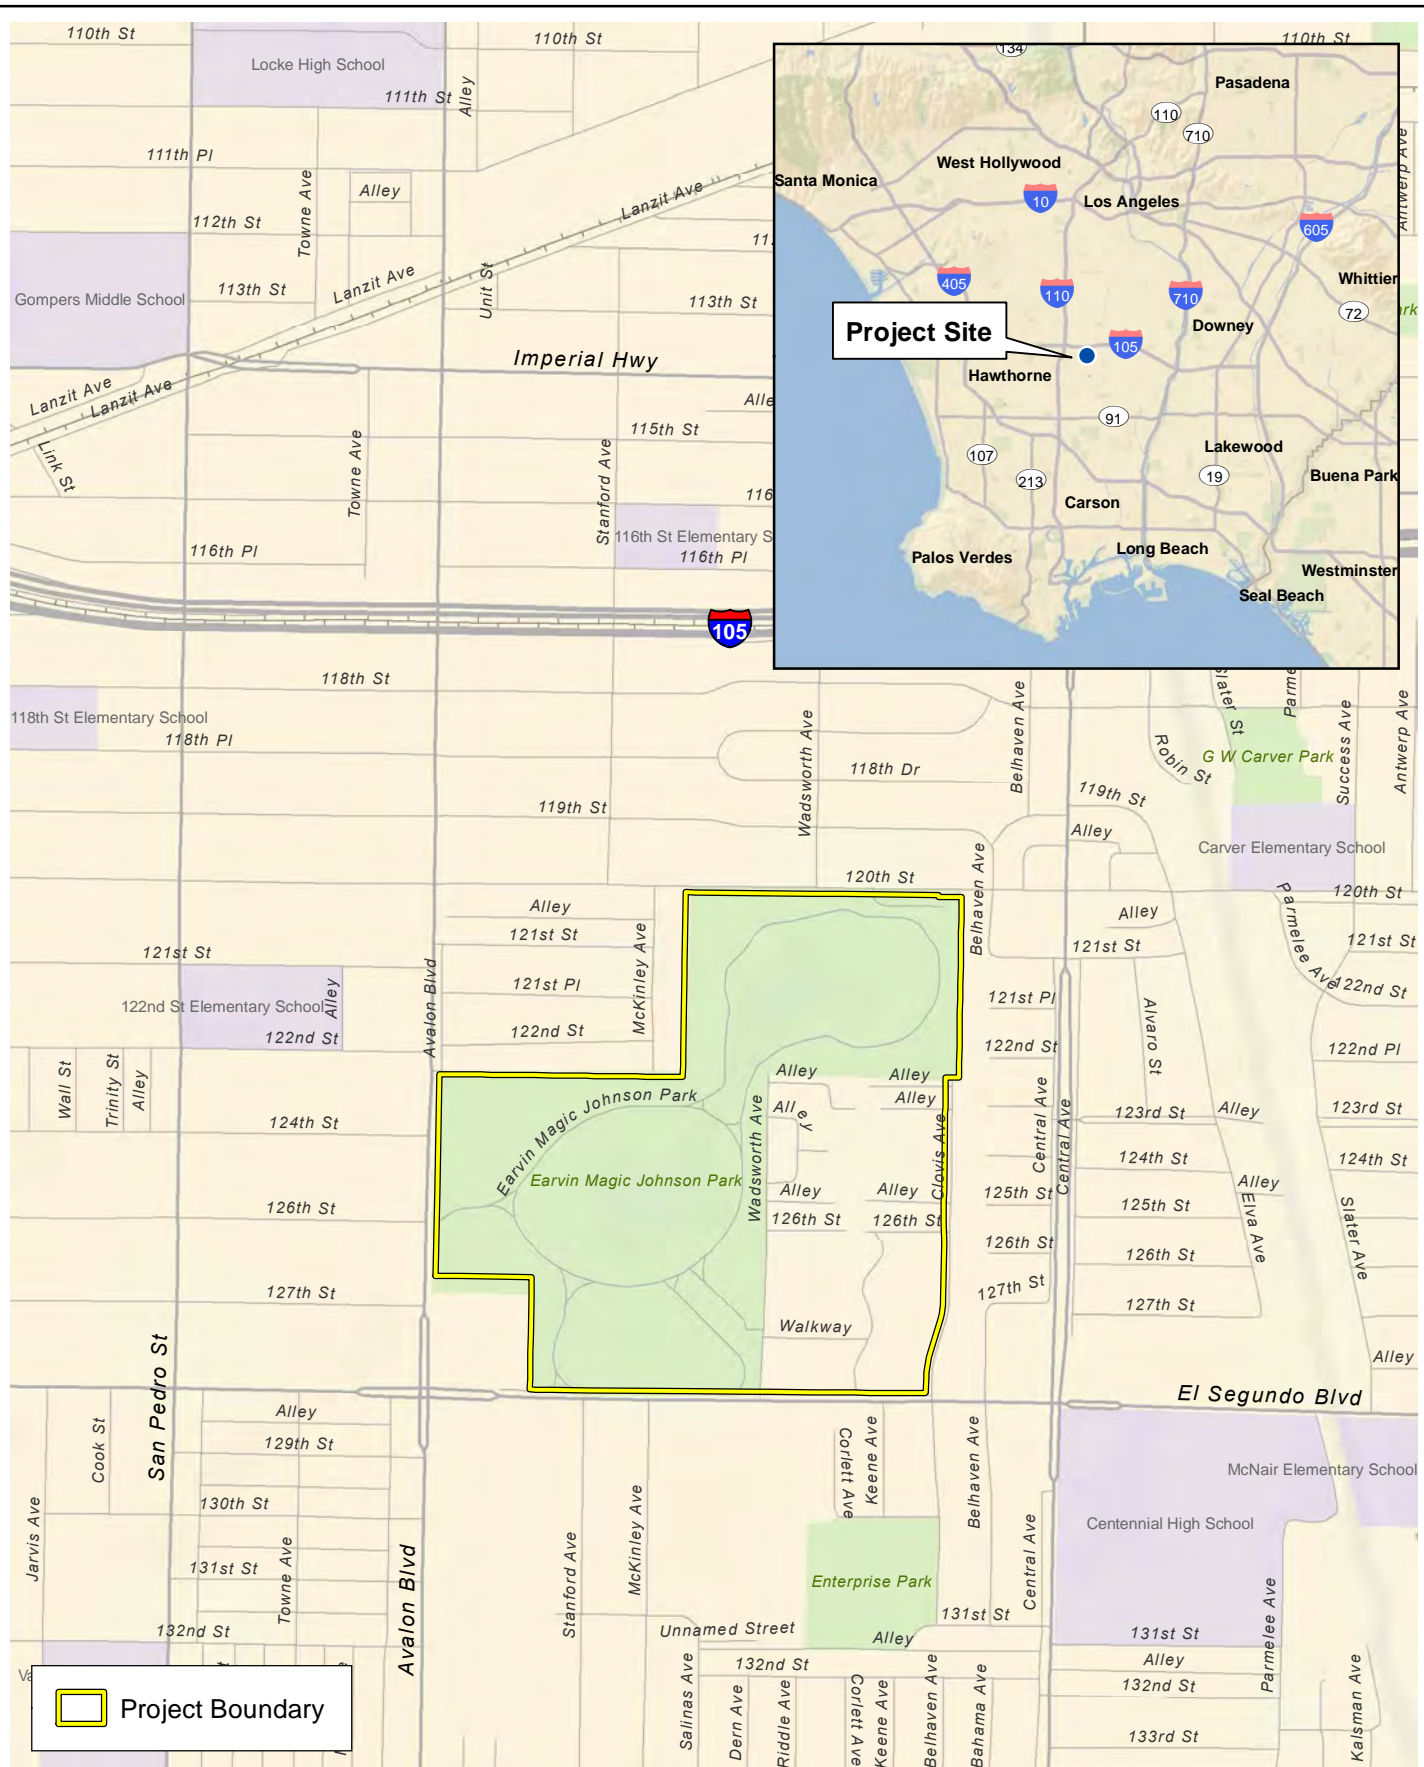 110th St
110th St
110th St
Locke High School
111th St
Alley
111th Pl
Towne Ave
Alley
Lanzit Ave
112th St
Gompers Middle School
113th St
Lanzit Ave
Unit St
113th St
Imperial Hwy
Lanzit Ave
Lanzit Ave
Link St
Towne Ave
115th St
Stanford Ave
116th St Elementary S
116th Pl
116th Pl
105
134
Pasadena
110
710
West Hollywood
Santa Monica
10
Los Angeles
605
405
110
710
Whittier
72
Downey
Project Site
105
Hawthorne
91
107
213
Lakewood
19
Buena Park
Carson
Palos Verdes
Long Beach
Westminster
Seal Beach
Antwerp Ave
118th St
118th St Elementary School
118th Pl
Wadsworth Ave
118th Dr
Belhaven Ave
Robin St
Slater St
G W Carver Park
Success Ave
Antwerp Ave
119th St
119th St
Alley
Carver Elementary School
Belhaven Ave
120th St
120th St
Alley
121st St
McKinley Ave
Alley
121st St
Parmelee Ave
121st St
121st St
122nd St Elementary School
Alley
122nd St
Avalon Blvd
121st Pl
122nd St
121st Pl
122nd St
Alvaro St
122nd St
122nd Pl
Wall St
Trinity St
Alley
124th St
Earvin Magic Johnson Park
Earvin Magic Johnson Park
Wadsworth Ave
Alley
Alley
Alley
Alley
Clovis Ave
Central Ave
Central Ave
123rd St
Alley
123rd St
124th St
124th St
Alley
Alley
Alley
125th St
125th St
Elva Ave
Slater Ave
126th St
126th St
126th St
126th St
126th St
127th St
127th St
127th St
Walkway
Alley
San Pedro St
El Segundo Blvd
Cook St
Alley
129th St
130th St
Jarvis Ave
131st St
Towne Ave
132nd St
Avalon Blvd
Stanford Ave
McKinley Ave
Corlett Ave
Keene Ave
Belhaven Ave
Central Ave
McNair Elementary School
Centennial High School
Enterprise Park
131st St
Unnamed Street
Alley
132nd St
131st St
Alley
132nd St
133rd St
Parmelee Ave
Kalsman Ave
Salinas Ave
Dern Ave
Riddle Ave
Corlett Ave
Keene Ave
Belhaven Ave
Bahama Ave
Project Boundary